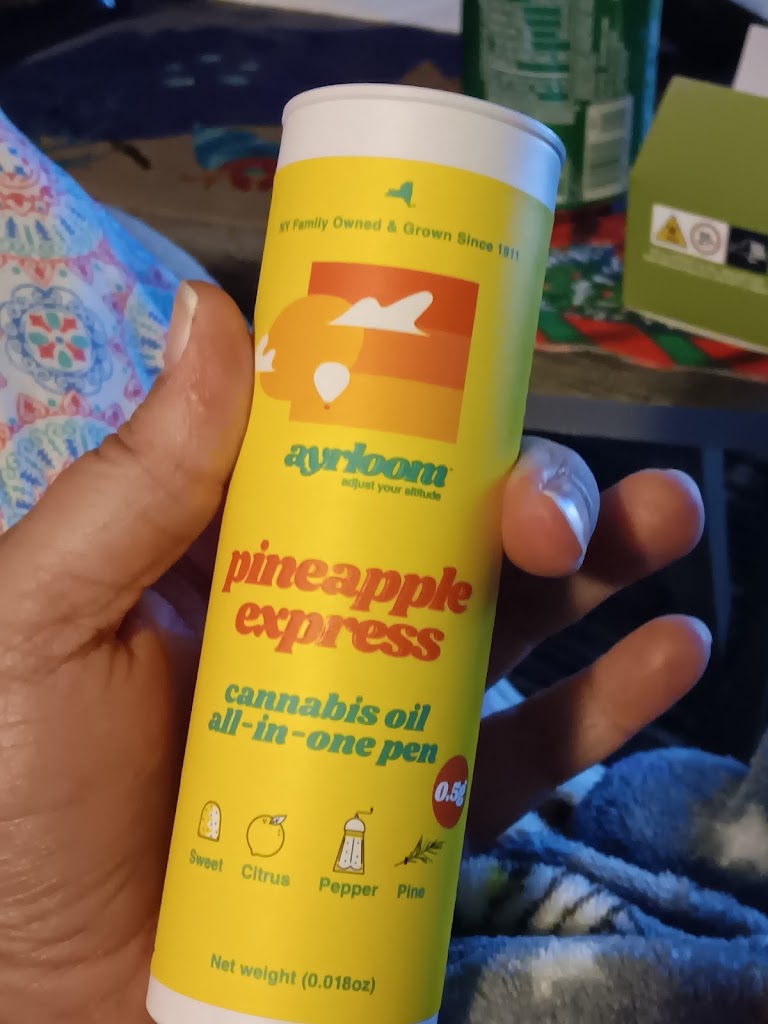 NY Family Owned & Grown Since 1911
ayrloom
adjust your altitude
pineapple
express
cannabis oil
all-in-one pen
0.5g
Sweet
Citrus
Pepper
Pine
Net weight (0.018oz)